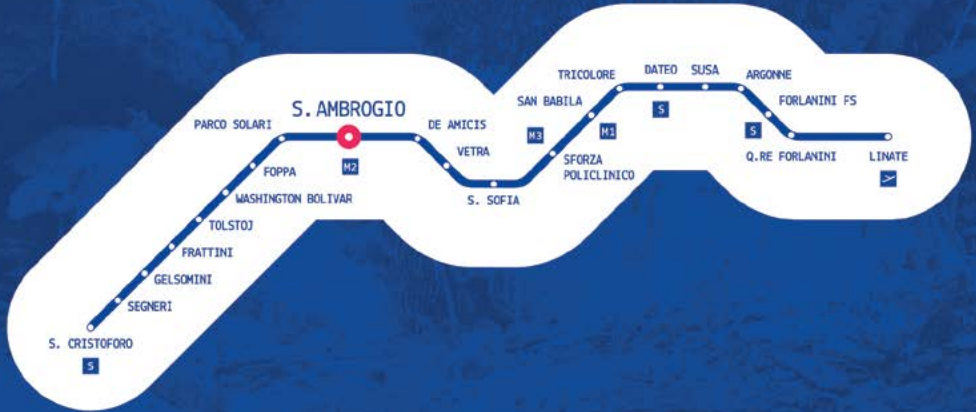 S. CRISTOFORO
S
SEGNERI
GELSOMINI
FRATTINI
TOLSTOJ
WASHINGTON BOLIVAR
FOPPA
PARCO SOLARI
S. AMBROGIO
M2
DE AMICIS
VETRA
S. SOFIA
SFORZA
POLICLINICO
M3
SAN BABILA
M1
TRICOLORE
DATEO
S
SUSA
ARGONNE
FORLANINI FS
S
Q.RE FORLANINI
LINATE